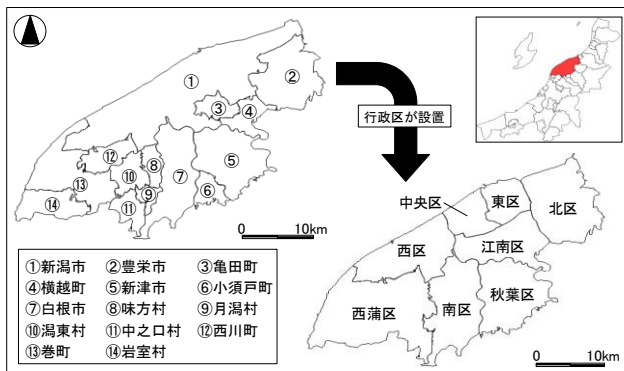 ①
②
③
④
⑤
⑥
⑦
⑧
⑨
⑩
⑪
⑫
⑬
⑭
0 10km
①新潟市 ②豊栄市 ③亀田町
④横越町 ⑤新津市 ⑥小須戸町
⑦白根市 ⑧味方村 ⑨月潟村
⑩潟東村 ⑪中之口村 ⑫西川町
⑬巻町 ⑭岩室村
行政区が設置
中央区
東区
北区
西区
江南区
西蒲区
南区
秋葉区
0 10km